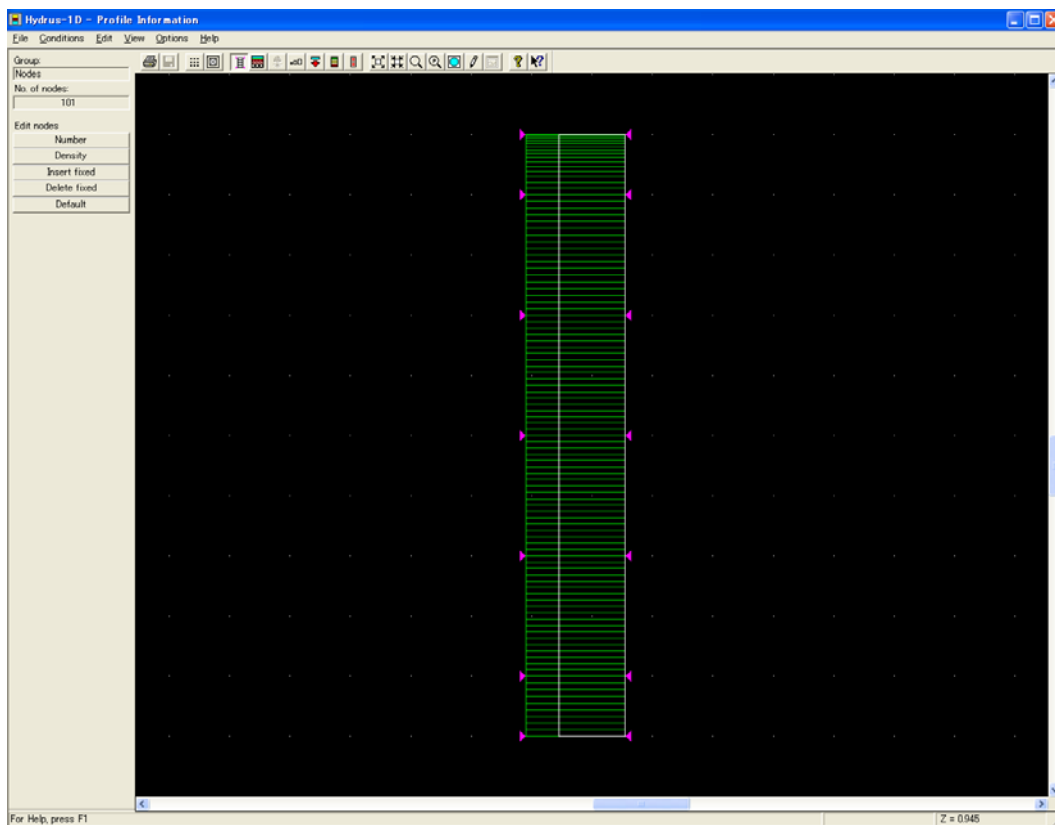 Hydrus-1D - Profile Information
File Conditions Edit View Options Help
Group:
Nodes
No. of nodes:
101
Edit nodes
Number
Density
Insert fixed
Delete fixed
Default
For Help, press F1
Z = 0.945